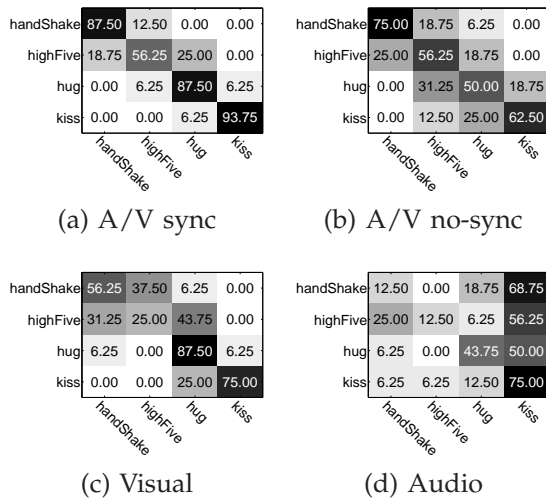 handShake 87.50 12.50 0.00 0.00
highFive 18.75 56.25 25.00 0.00
hug 0.00 6.25 87.50 6.25
kiss 0.00 0.00 6.25 93.75
handShake highFive hug kiss
(a) A/V sync
handShake 75.00 18.75 6.25 0.00
highFive 25.00 56.25 18.75 0.00
hug 0.00 31.25 50.00 18.75
kiss 0.00 12.50 25.00 62.50
handShake highFive hug kiss
(b) A/V no-sync
handShake 56.25 37.50 6.25 0.00
highFive 31.25 25.00 43.75 0.00
hug 6.25 0.00 87.50 6.25
kiss 0.00 0.00 25.00 75.00
handShake highFive hug kiss
(c) Visual
handShake 12.50 0.00 18.75 68.75
highFive 25.00 12.50 6.25 56.25
hug 6.25 0.00 43.75 50.00
kiss 6.25 6.25 12.50 75.00
handShake highFive hug kiss
(d) Audio